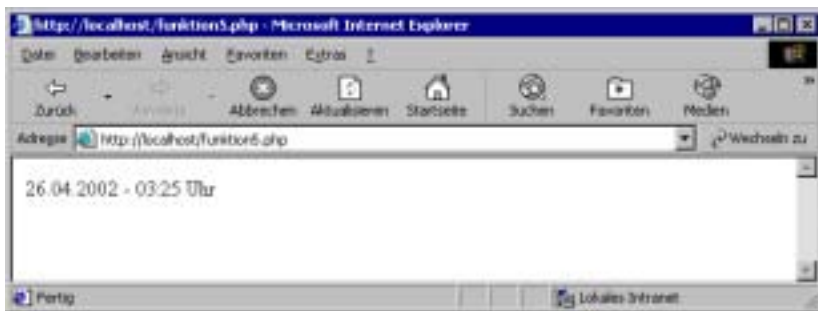 http://localhost/funktion5.php - Microsoft Internet Explorer
Datei Bearbeiten Ansicht Favoriten Extras ?
Zurück Abbrechen Aktualisieren Startseite Suchen Favoriten Medien »
Adresse http://localhost/funktion5.php Wechseln zu
26.04.2002 - 03:25 Uhr
Fertig Lokales Intranet